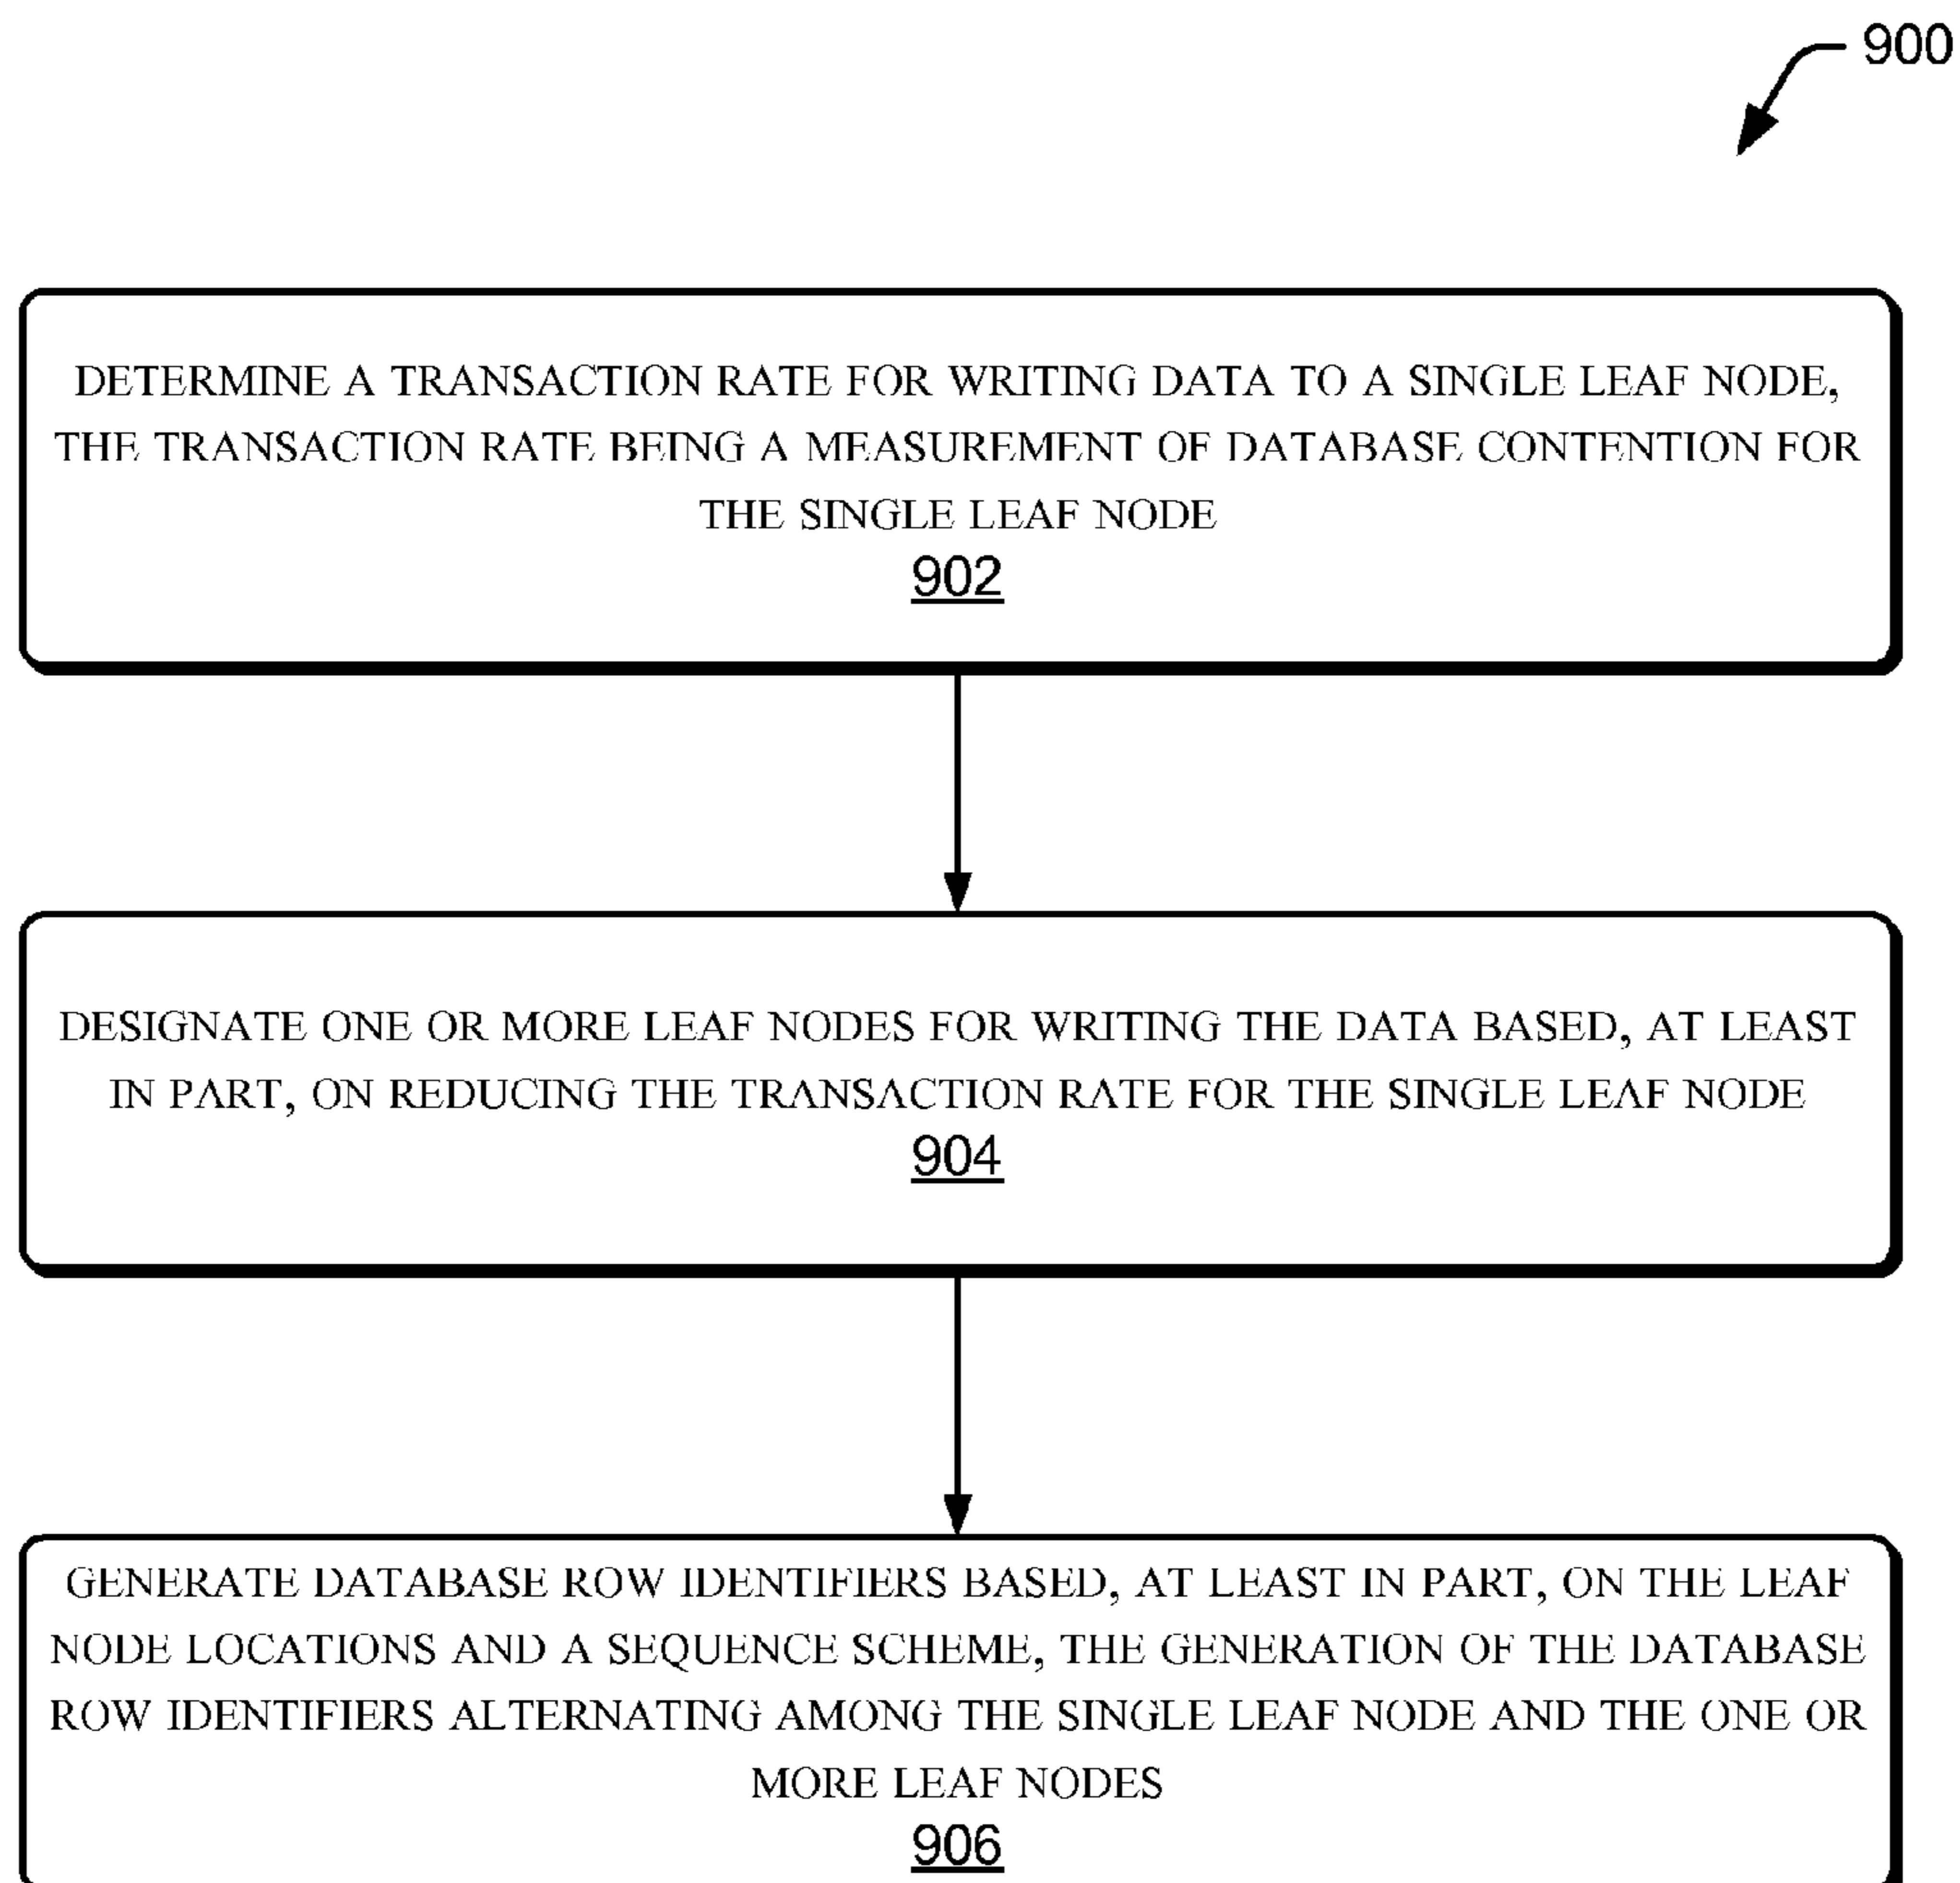 900
DETERMINE A TRANSACTION RATE FOR WRITING DATA TO A SINGLE LEAF NODE,
THE TRANSACTION RATE BEING A MEASUREMENT OF DATABASE CONTENTION FOR
THE SINGLE LEAF NODE
902
DESIGNATE ONE OR MORE LEAF NODES FOR WRITING THE DATA BASED, AT LEAST
IN PART, ON REDUCING THE TRANSACTION RATE FOR THE SINGLE LEAF NODE
904
GENERATE DATABASE ROW IDENTIFIERS BASED, AT LEAST IN PART, ON THE LEAF
NODE LOCATIONS AND A SEQUENCE SCHEME, THE GENERATION OF THE DATABASE
ROW IDENTIFIERS ALTERNATING AMONG THE SINGLE LEAF NODE AND THE ONE OR
MORE LEAF NODES
906